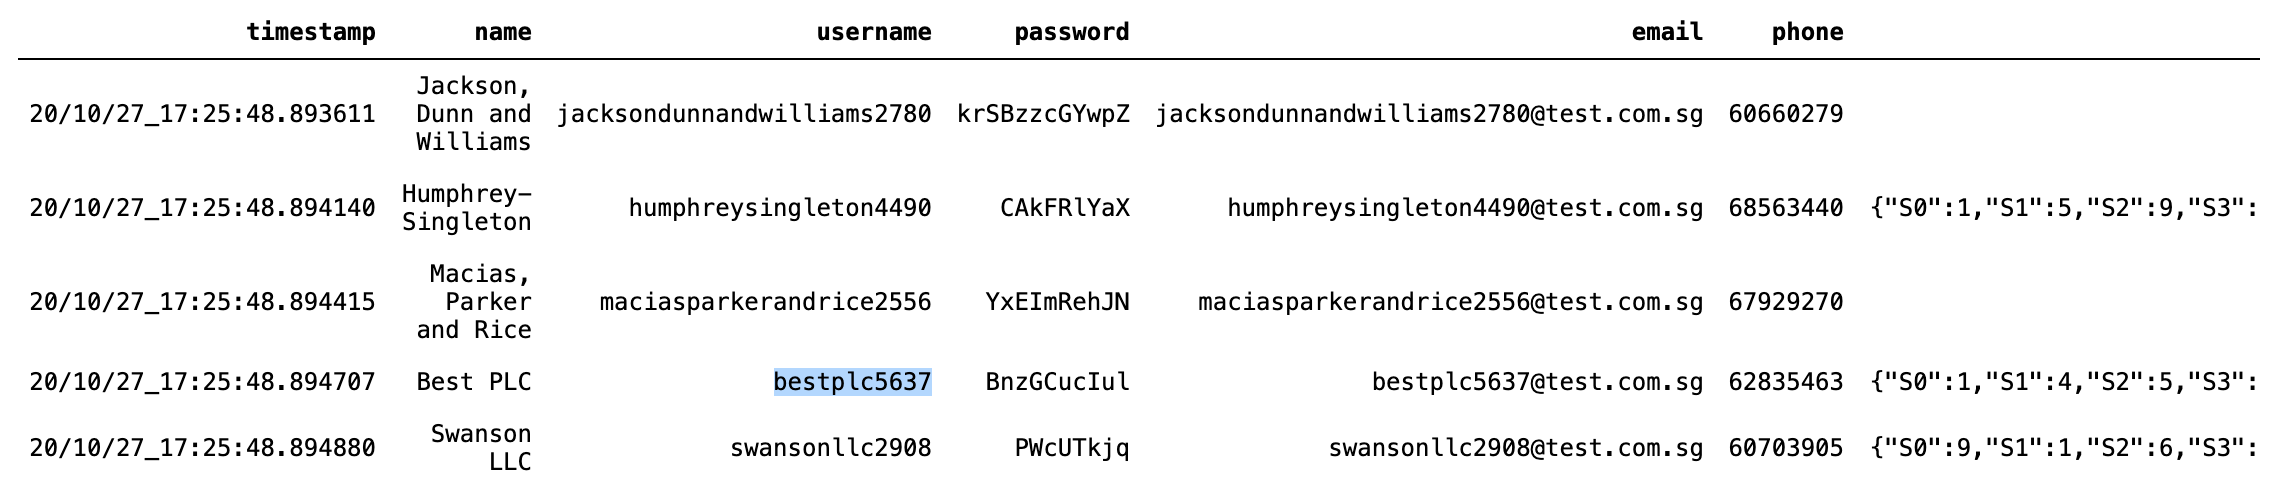 timestamp name username password email phone
20/10/27_17:25:48.893611 Jackson, Dunn and Williams jacksondunnandwilliams2780 krSBzzcGYwpZ jacksondunnandwilliams2780@test.com.sg 60660279
20/10/27_17:25:48.894140 Humphrey-Singleton humphreysingleton4490 CAkFRlYaX humphreysingleton4490@test.com.sg 68563440 {"S0":1,"S1":5,"S2":9,"S3":
20/10/27_17:25:48.894415 Macias, Parker and Rice maciasparkerandrice2556 YxEImRehJN maciasparkerandrice2556@test.com.sg 67929270
20/10/27_17:25:48.894707 Best PLC bestplc5637 BnzGCucIul bestplc5637@test.com.sg 62835463 {"S0":1,"S1":4,"S2":5,"S3":
20/10/27_17:25:48.894880 Swanson LLC swansonllc2908 PWcUTkjq swansonllc2908@test.com.sg 60703905 {"S0":9,"S1":1,"S2":6,"S3":